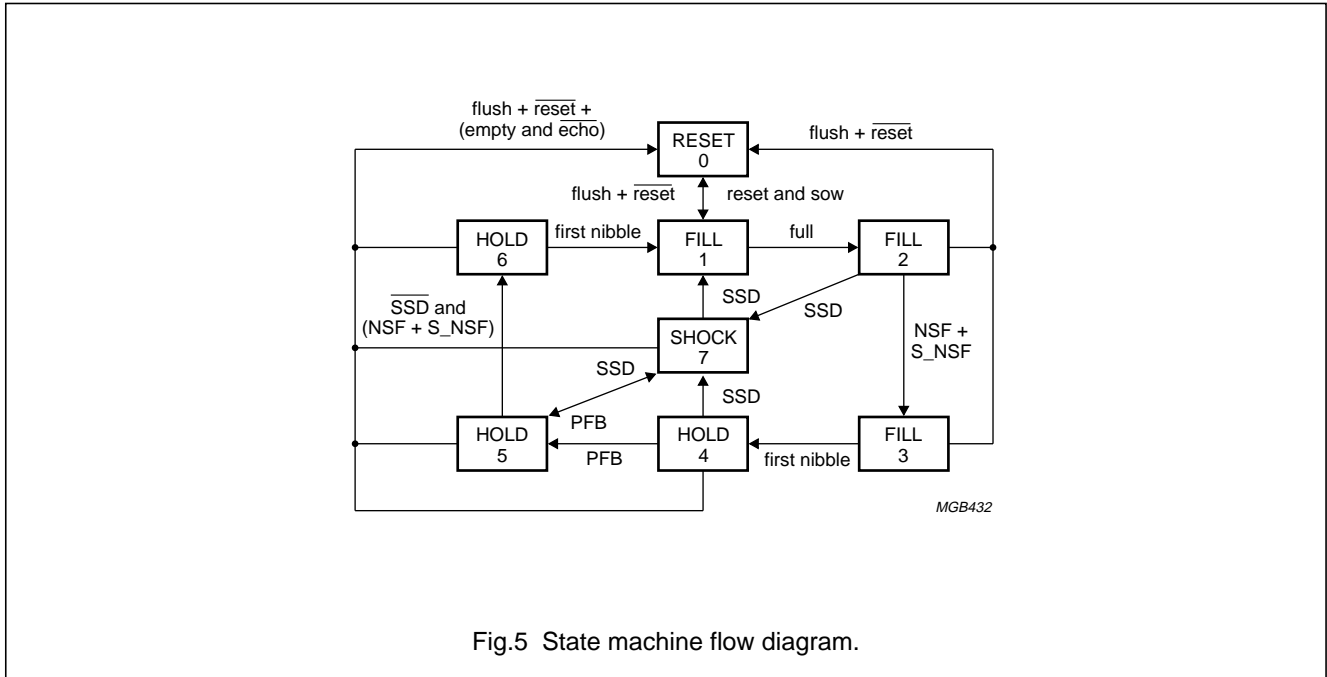 flush + reset +
(empty and echo)
RESET
0
flush + reset
flush + reset
reset and sow
HOLD
6
first nibble
FILL
1
full
FILL
2
SSD
SSD
SSD and
(NSF + S_NSF)
SHOCK
7
NSF +
S_NSF
SSD
SSD
PFB
HOLD
5
PFB
HOLD
4
first nibble
FILL
3
MGB432
Fig.5 State machine flow diagram.